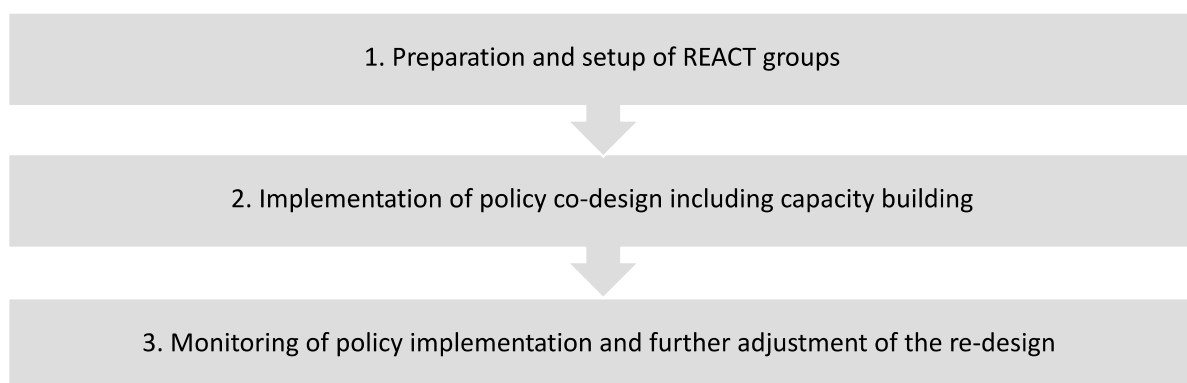 1. Preparation and setup of REACT groups
2. Implementation of policy co-design including capacity building
3. Monitoring of policy implementation and further adjustment of the re-design